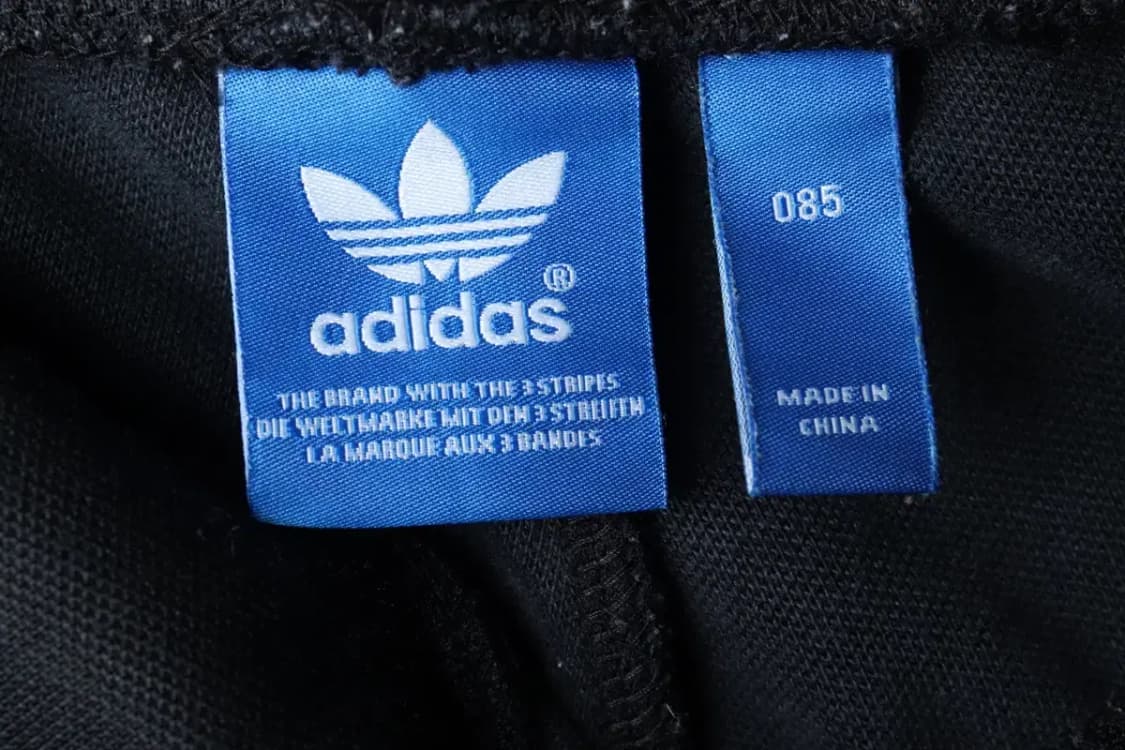 adidas®
THE BRAND WITH THE 3 STRIPES
DIE WELTMARKE MIT DEN 3 STREIFEN
LA MARQUE AUX 3 BANDES
085
MADE IN
CHINA